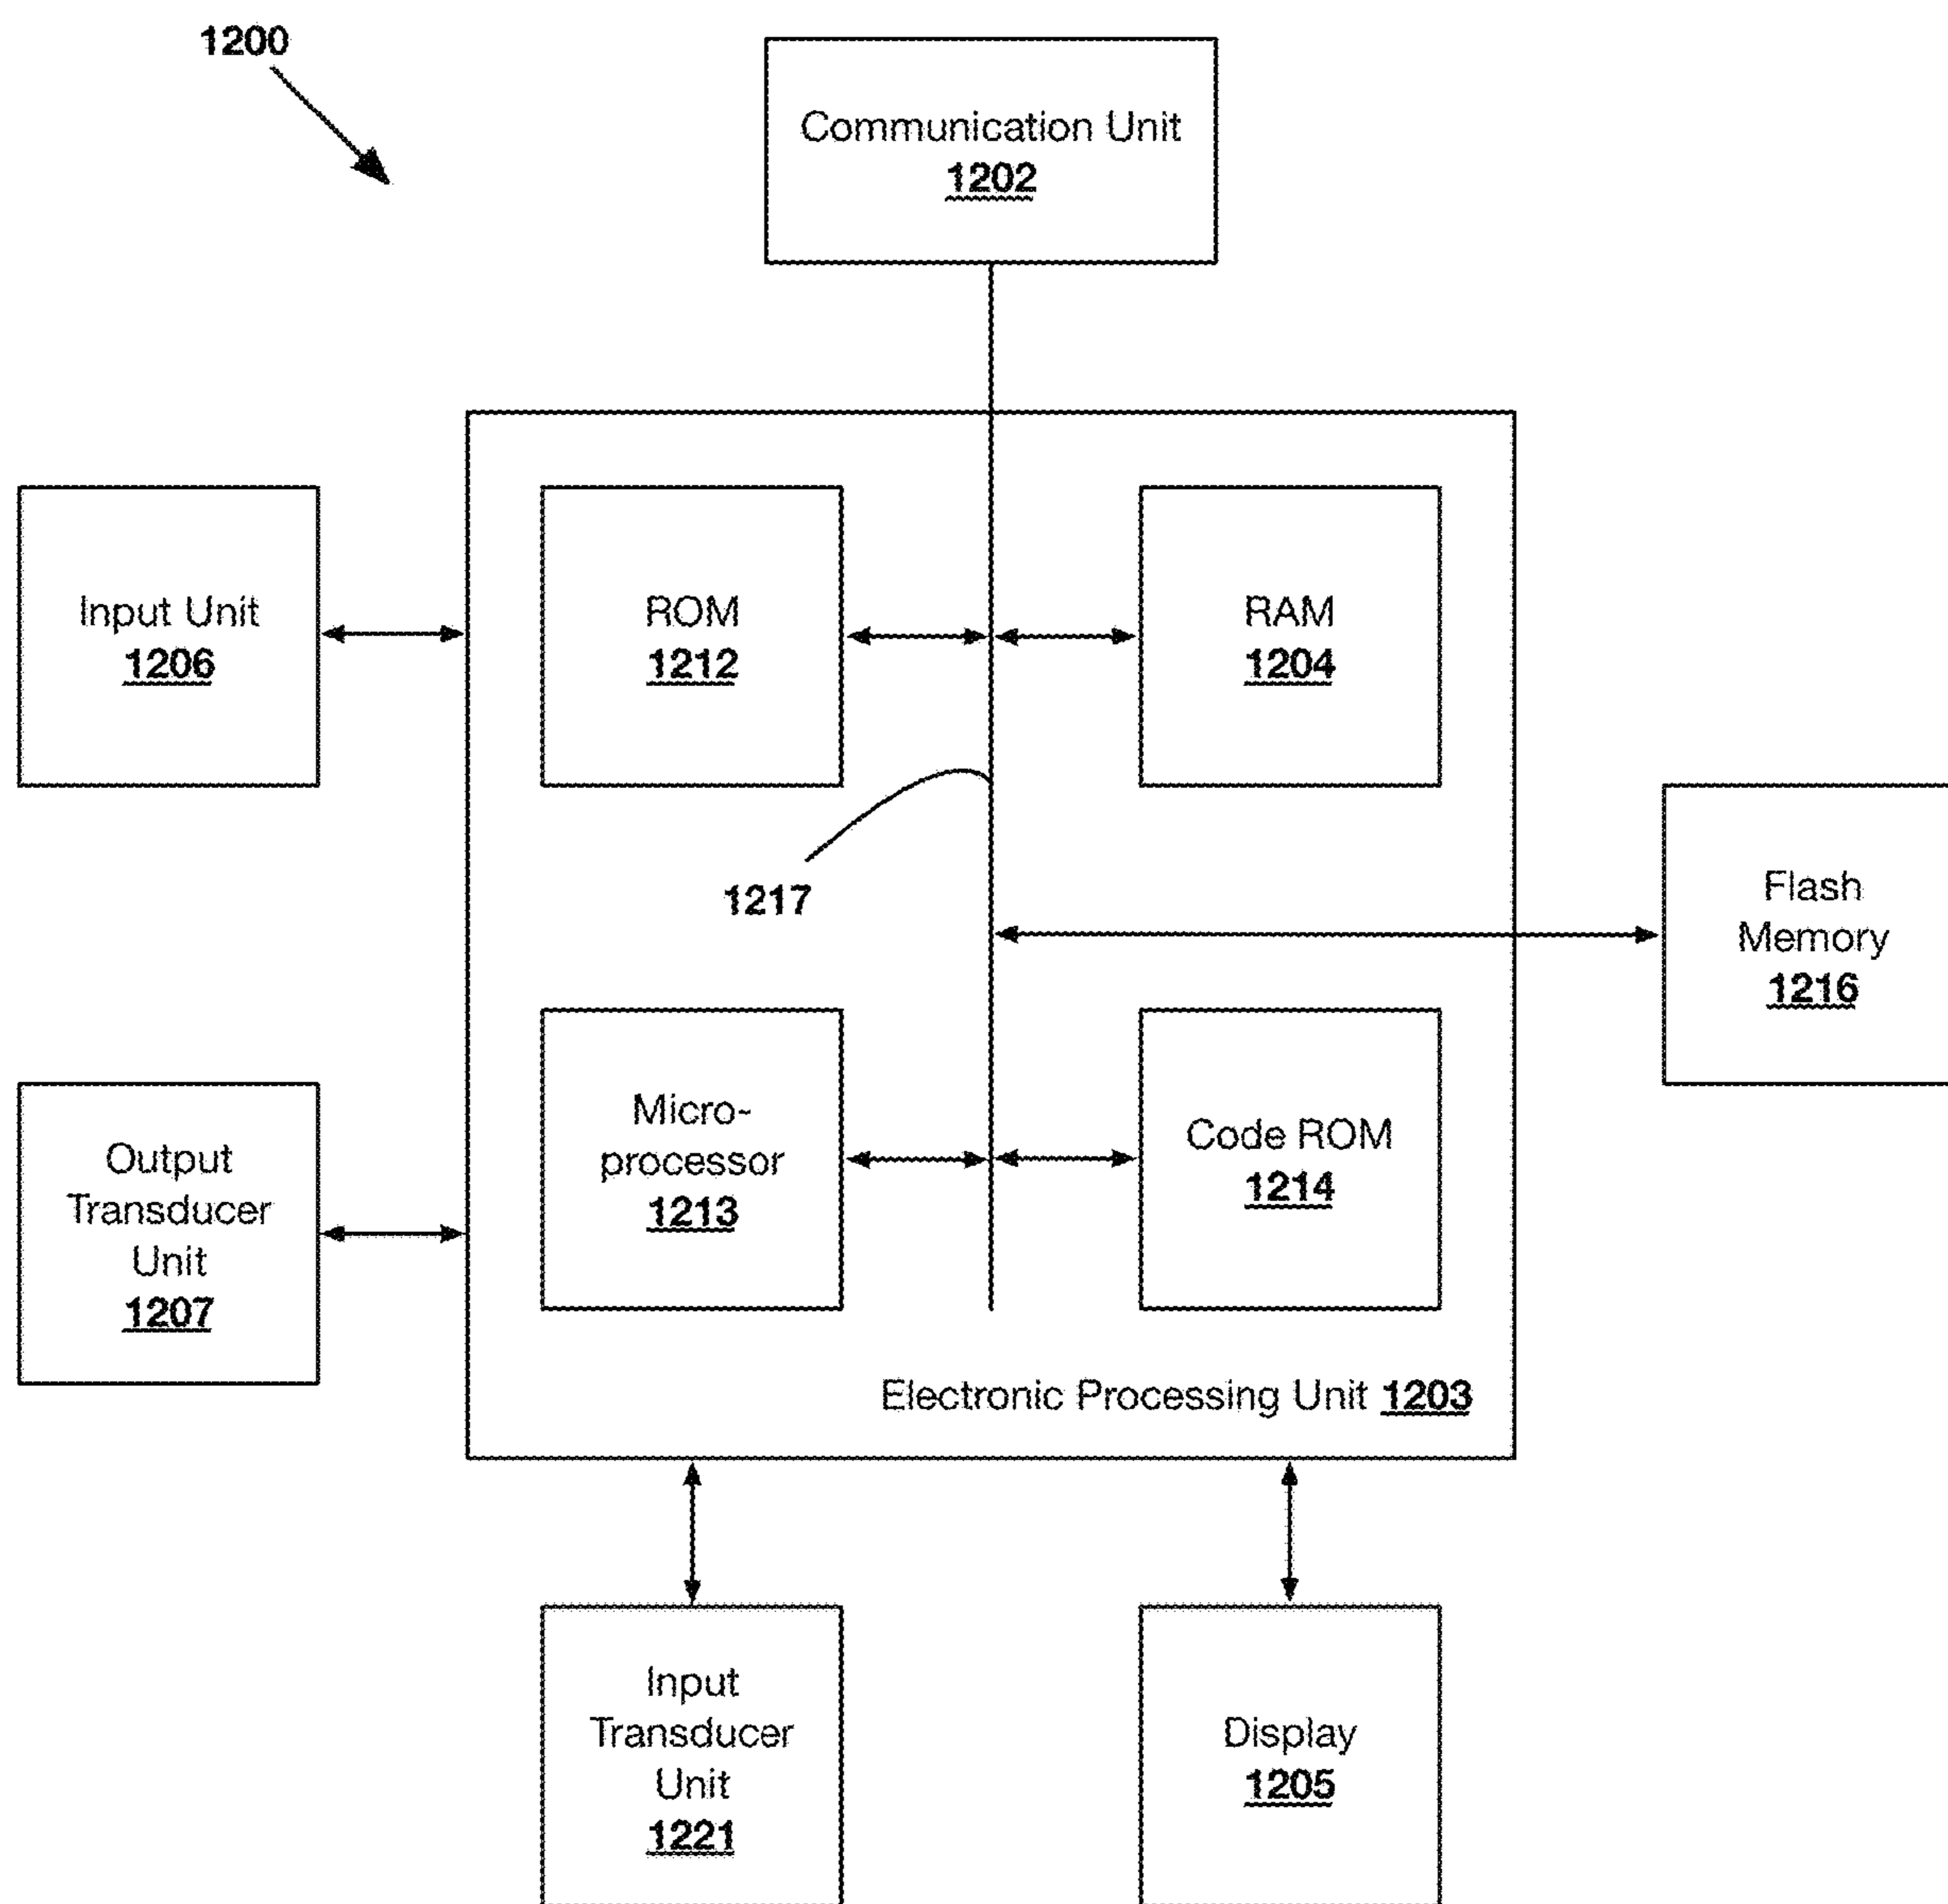 1200
Communication Unit
1202
Input Unit
1206
ROM
1212
RAM
1204
1217
Flash
Memory
1216
Micro-
processor
1213
Code ROM
1214
Output
Transducer
Unit
1207
Electronic Processing Unit 1203
Input
Transducer
Unit
1221
Display
1205